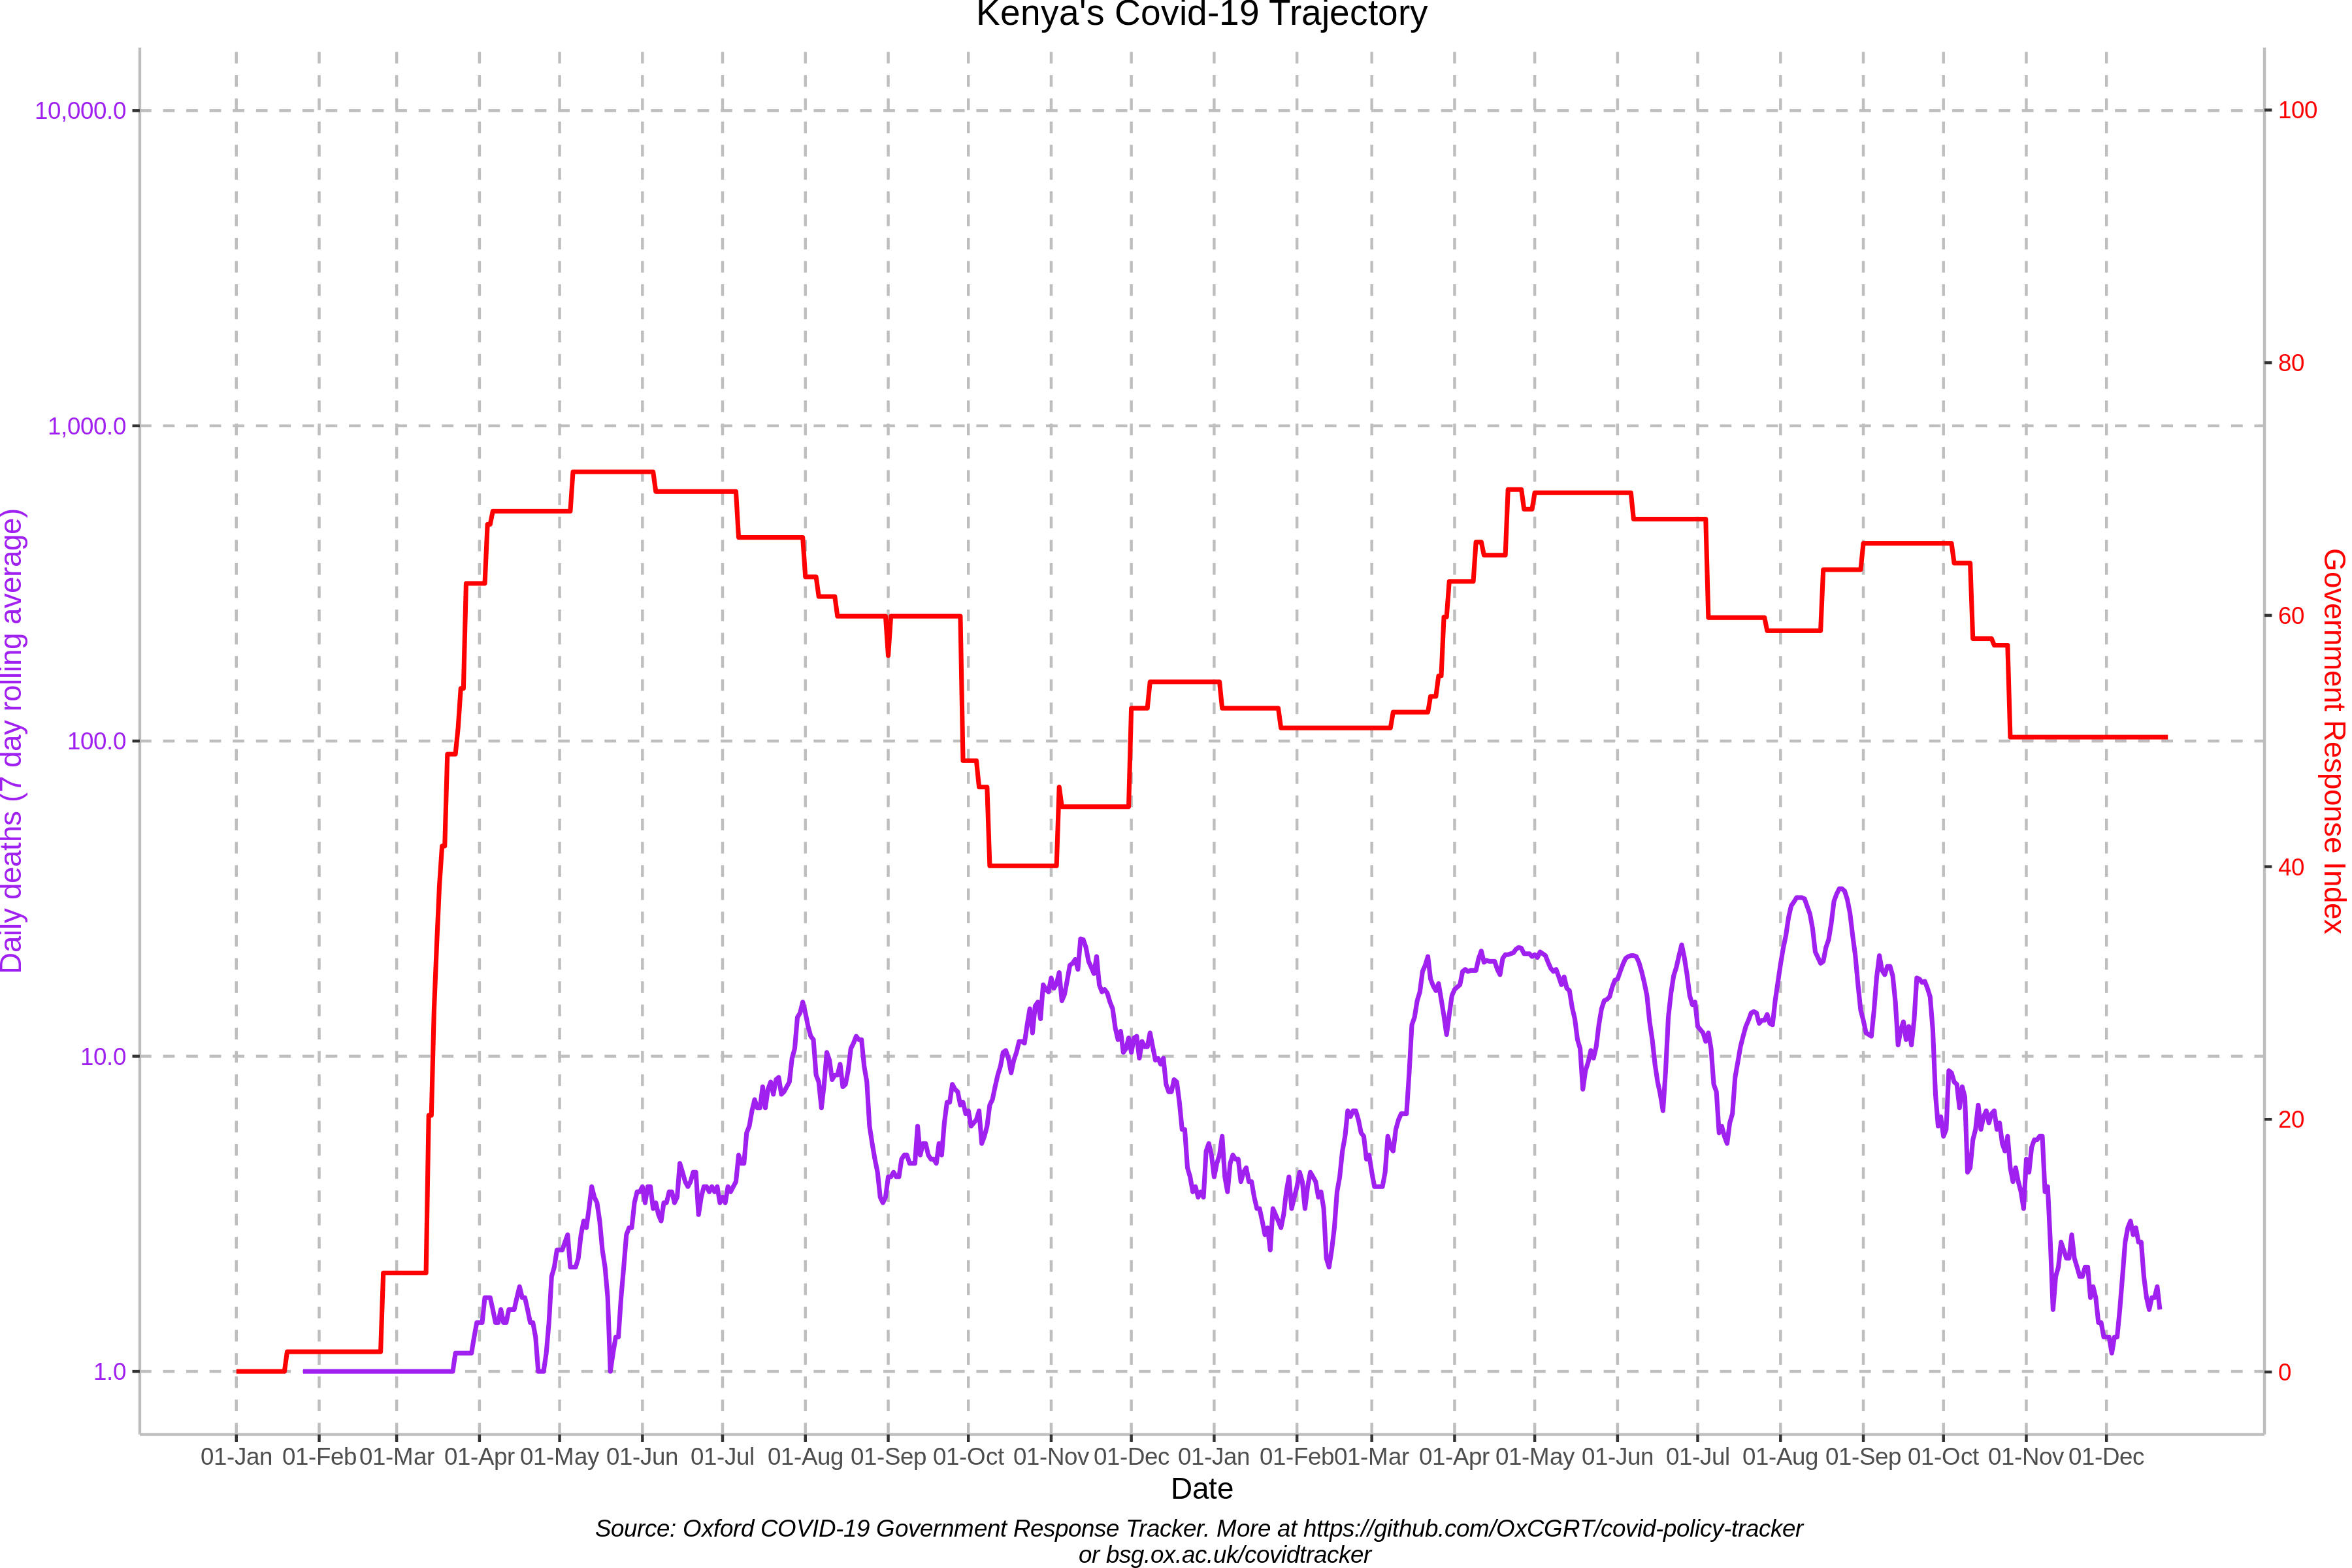 Kenya's Covid-19 Trajectory
10,000.0
1,000.0
100.0
10.0
1.0
Daily deaths (7 day rolling average)
100
80
60
40
20
0
Government Response Index
01-Jan 01-Feb 01-Mar 01-Apr 01-May 01-Jun 01-Jul 01-Aug 01-Sep 01-Oct 01-Nov 01-Dec 01-Jan 01-Feb 01-Mar 01-Apr 01-May 01-Jun 01-Jul 01-Aug 01-Sep 01-Oct 01-Nov 01-Dec
Date
Source: Oxford COVID-19 Government Response Tracker. More at https://github.com/OxCGRT/covid-policy-tracker
or bsg.ox.ac.uk/covidtracker